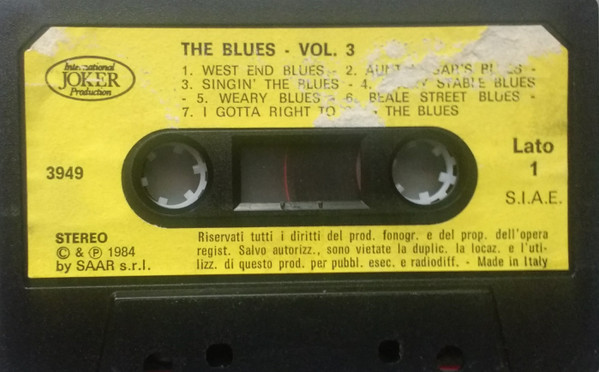 THE BLUES - VOL. 3
International
JOKER
Production
1. WEST END BLUES - 2. BLUES -
3. SINGIN' THE BLUES - 4. STABLE BLUES
- 5. WEARY BLUES - 6. BEALE STREET BLUES -
7. I GOTTA RIGHT TO - THE BLUES
3949
Lato
1
S.I.A.E.
STEREO
© & Ⓟ 1984
by SAAR s.r.l.
Riservati tutti i diritti del prod. fonogr. e del prop. dell'opera
regist. Salvo autorizz., sono vietate la duplic. la locaz. e l'uti-
lizz. di questo prod. per pubbl. esec. e radiodiff. - Made in Italy